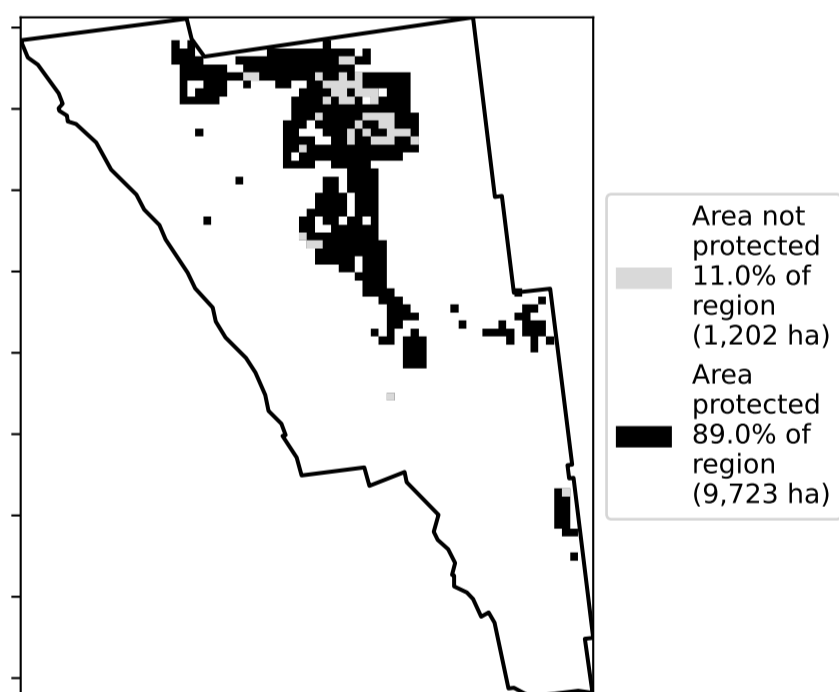 Area not
protected
11.0% of
region
(1,202 ha)
Area
protected
89.0% of
region
(9,723 ha)